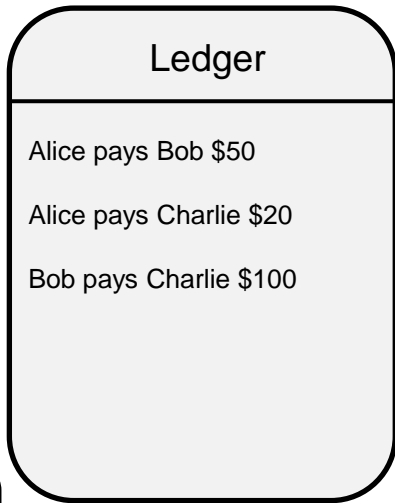 Ledger
Alice pays Bob $50
Alice pays Charlie $20
Bob pays Charlie $100